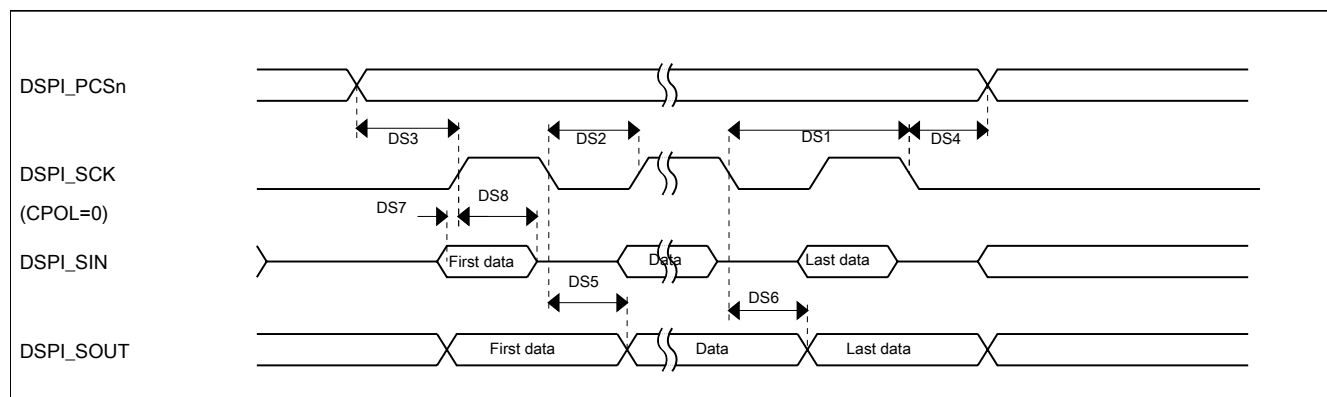 DSPI_PCSn
DS3
DS2
DS1
DS4
DSPI_SCK
(CPOL=0)
DS7
DS8
DSPI_SIN
First data
Data
Last data
DS5
DS6
DSPI_SOUT
First data
Data
Last data